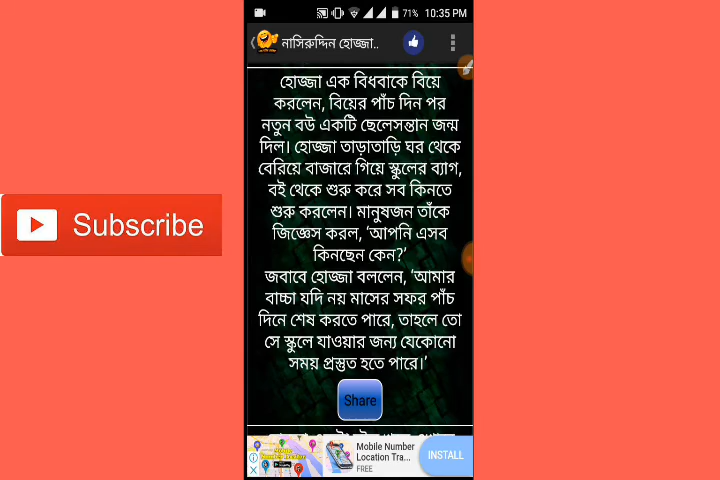 71% 10:35 PM
নাসিরুদ্দিন হোজ্জা..
হোজ্জা এক বিধবাকে বিয়ে
করলেন, বিয়ের পাঁচ দিন পর
নতুন বউ একটি ছেলেসন্তান জন্ম
দিল। হোজ্জা তাড়াতাড়ি ঘর থেকে
বেরিয়ে বাজারে গিয়ে স্কুলের ব্যাগ,
বই থেকে শুরু করে সব কিনতে
শুরু করলেন। মানুষজন তাঁকে
জিজ্ঞেস করল, ‘আপনি এসব
কিনছেন কেন?’
জবাবে হোজ্জা বললেন, ‘আমার
বাচ্চা যদি নয় মাসের সফর পাঁচ
দিনে শেষ করতে পারে, তাহলে তো
সে স্কুলে যাওয়ার জন্য যেকোনো
সময় প্রস্তুত হতে পারে।’
Share
Subscribe
Mobile Number
Location Tra...
FREE
INSTALL